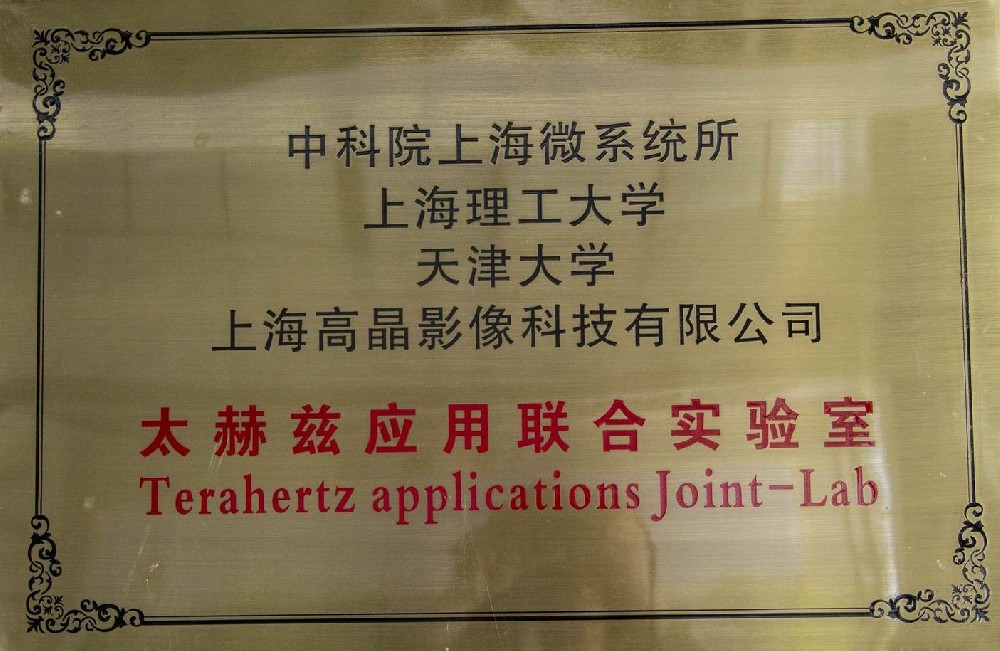 中科院上海微系统所
上海理工大学
天津大学
上海高晶影像科技有限公司
太赫兹应用联合实验室
Terahertz applications Joint-Lab